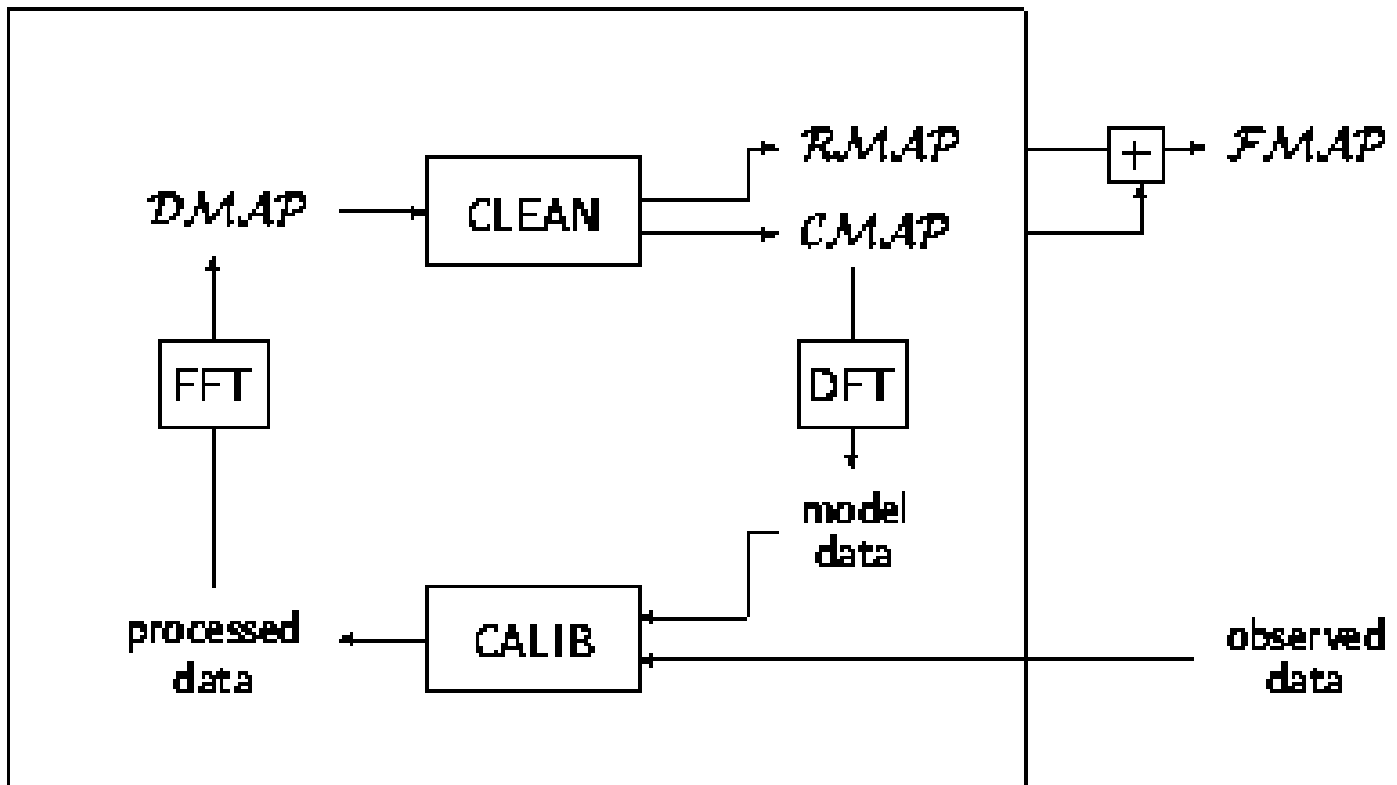 RMAP
+
FMAP
DMAP
CLEAN
CMAP
FFT
DFT
model
data
processed
data
CALIB
observed
data